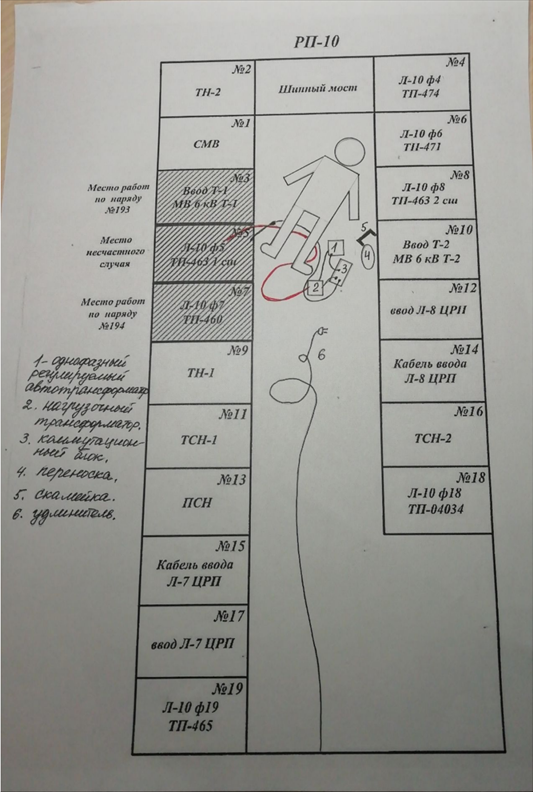 РП-10
№2
ТН-2
Шинный мост
№4
Л-10 ф4
ТП-474
№1
СМВ
№6
Л-10 ф6
ТП-471
Место работ
по наряду
№193
№3
Ввод Т-1
МВ 6 кВ Т-1
№8
Л-10 ф8
ТП-463 2 сш
Место
несчастного
случая
№5
Л-10 ф5
ТП-463 1 сш
5
4
1
3
2
№10
Ввод Т-2
МВ 6 кВ Т-2
Место работ
по наряду
№194
№7
Л-10 ф7
ТП-460
№12
ввод Л-8 ЦРП
6
№9
ТН-1
№14
Кабель ввода
Л-8 ЦРП
1- однофазный
регулируемый
автотрансформатор
2. нагрузочный
трансформатор.
3. коммутацион-
ный блок.
4. переноска.
5. скамейка.
6. удлинитель.
№11
ТСН-1
№16
ТСН-2
№13
ПСН
№18
Л-10 ф18
ТП-04034
№15
Кабель ввода
Л-7 ЦРП
№17
ввод Л-7 ЦРП
№19
Л-10 ф19
ТП-465